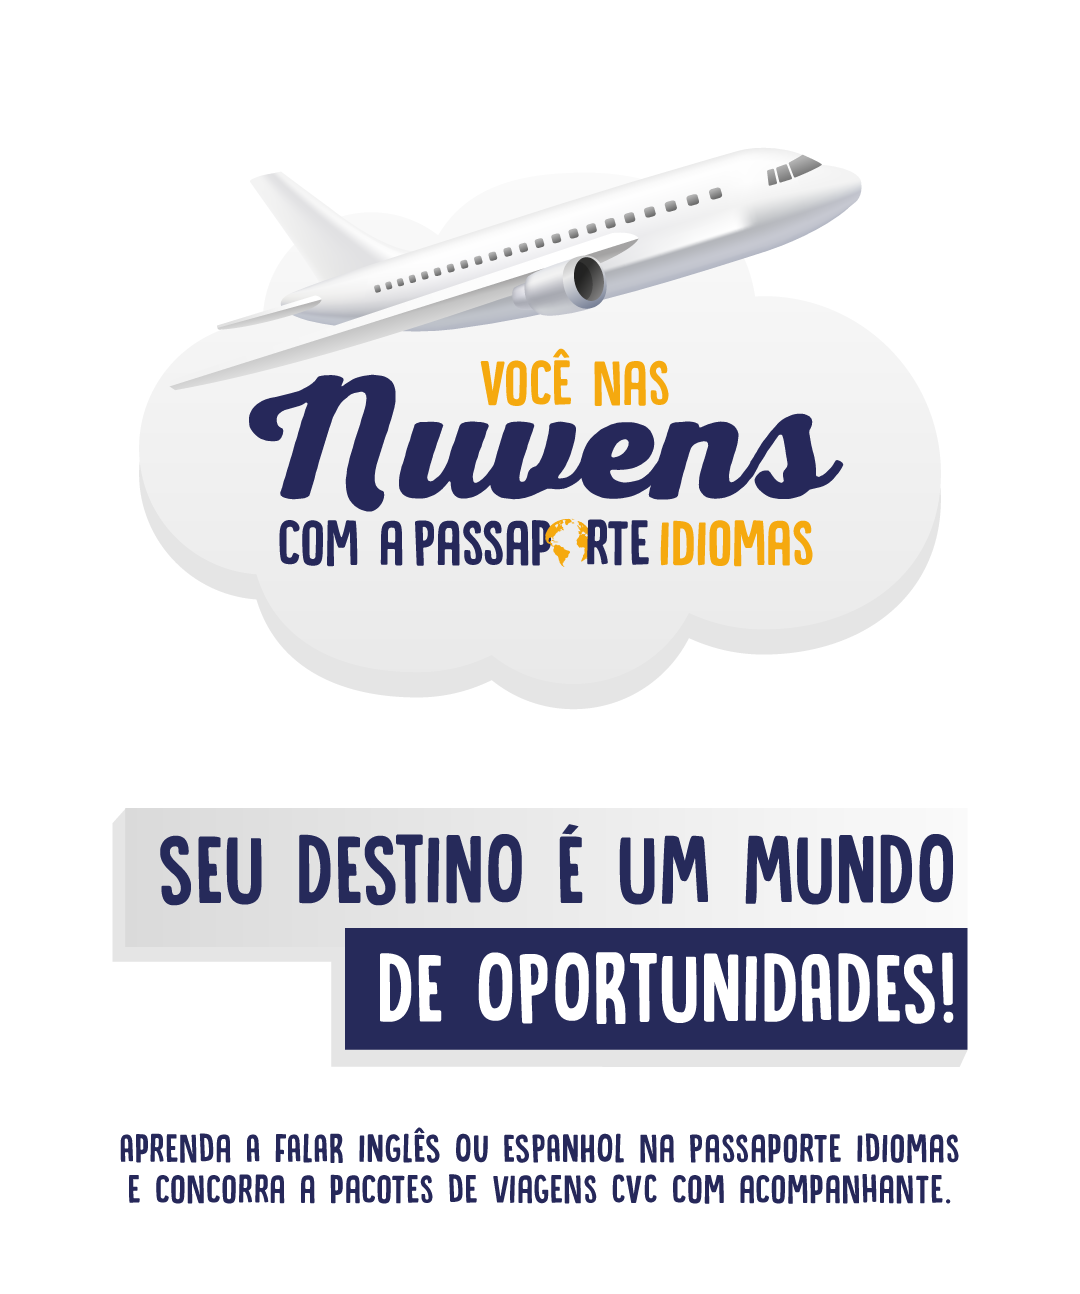 VOCÊ NAS
Nuvens
COM A PASSAPORTE IDIOMAS
SEU DESTINO É UM MUNDO
DE OPORTUNIDADES!
APRENDA A FALAR INGLÊS OU ESPANHOL NA PASSAPORTE IDIOMAS
E CONCORRA A PACOTES DE VIAGENS CVC COM ACOMPANHANTE.